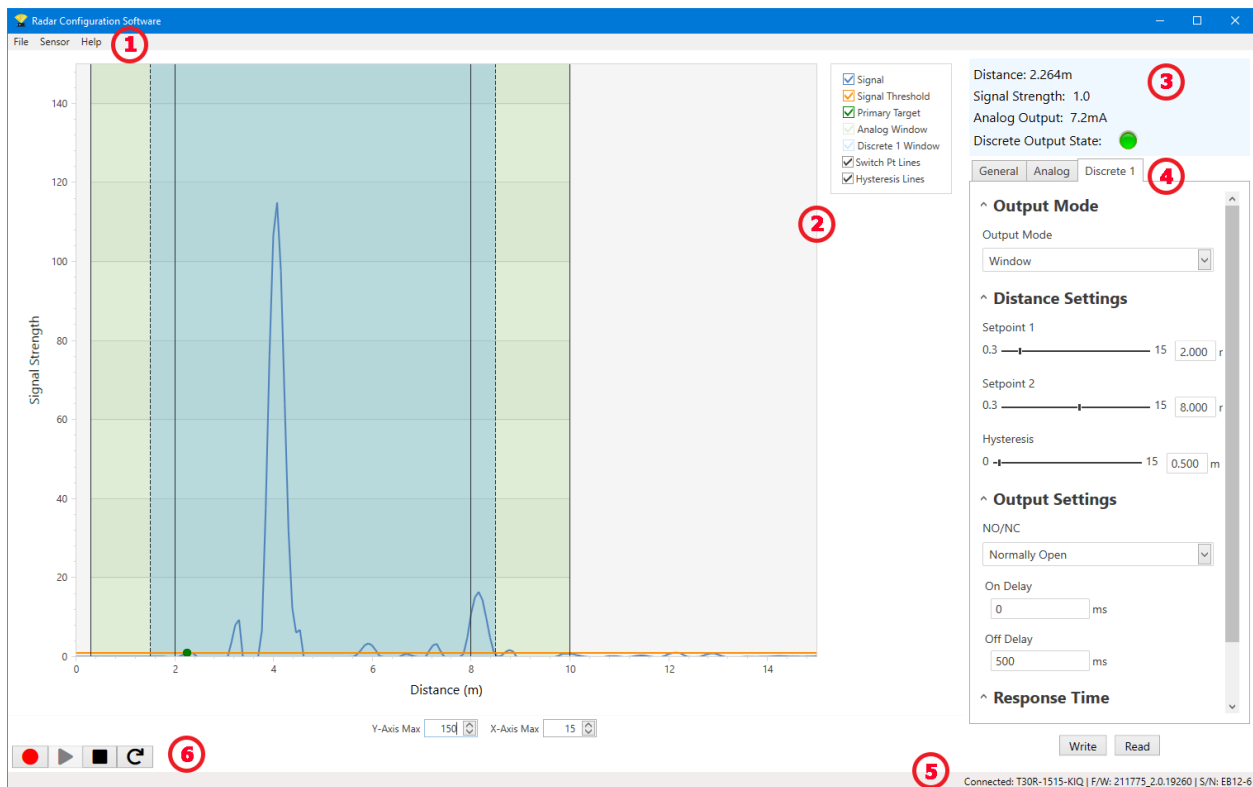 Radar Configuration Software
File Sensor Help
1
140
120
100
80
60
40
20
0
Signal Strength
0 2 4 6 8 10 12 14
Distance (m)
Signal
Signal Threshold
Primary Target
Analog Window
Discrete 1 Window
Switch Pt Lines
Hysteresis Lines
2
Distance: 2.264m
Signal Strength: 1.0
Analog Output: 7.2mA
Discrete Output State:
3
General Analog Discrete 1
4
Output Mode
Output Mode
Window
Distance Settings
Setpoint 1
0.3 15 2.000 r
Setpoint 2
0.3 15 8.000 r
Hysteresis
0 15 0.500 m
Output Settings
NO/NC
Normally Open
On Delay
0 ms
Off Delay
500 ms
Response Time
Write Read
Y-Axis Max 150 X-Axis Max 15
6
5
Connected: T30R-1515-KIQ | F/W: 211775_2.0.19260 | S/N: EB12-6